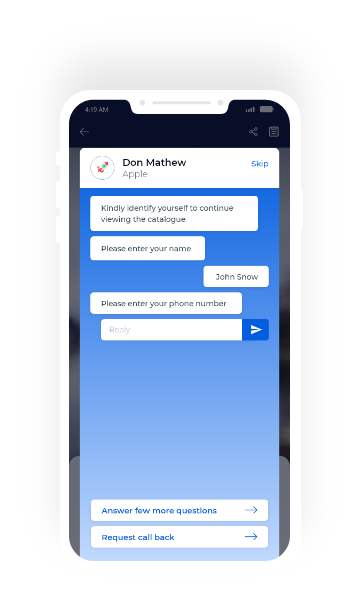 4:19 AM
Don Mathew
Skip
Apple
Kindly identify yourself to continue
viewing the catalogue
Please enter your name
John Snow
Please enter your phone number
Reply
Answer few more questions
Request call back